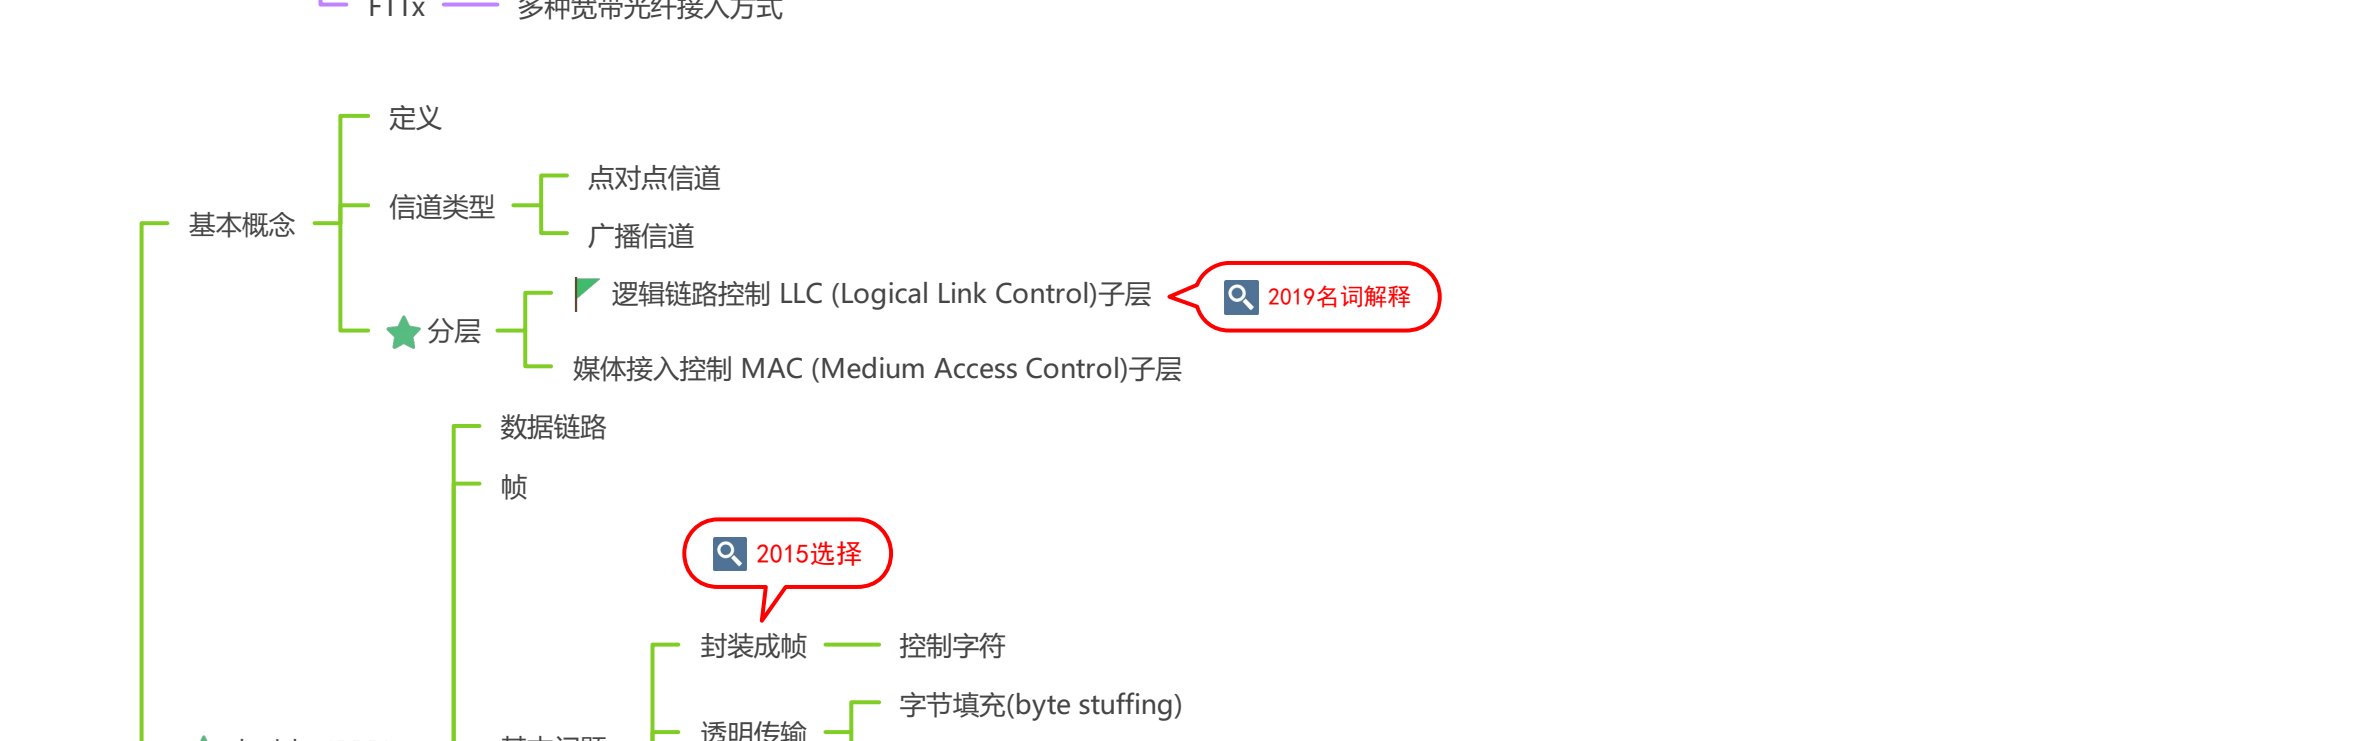 FTTx 多种宽带光纤接入方式
定义
点对点信道
信道类型
基本概念
广播信道
逻辑链路控制 LLC (Logical Link Control)子层
2019名词解释
分层
媒体接入控制 MAC (Medium Access Control)子层
数据链路
帧
2015选择
封装成帧 控制字符
字节填充(byte stuffing)
透明传输
基本问题